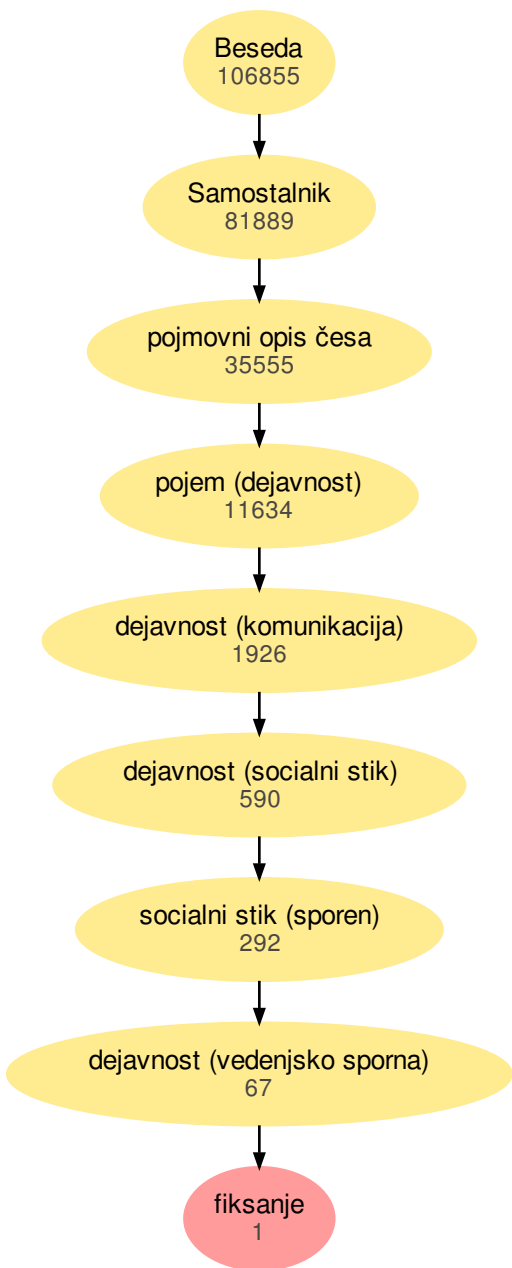 Beseda
106855
Samostalnik
81889
pojmovni opis česa
35555
pojem (dejavnost)
11634
dejavnost (komunikacija)
1926
dejavnost (socialni stik)
590
socialni stik (sporen)
292
dejavnost (vedenjsko sporna)
67
fiksanje
1